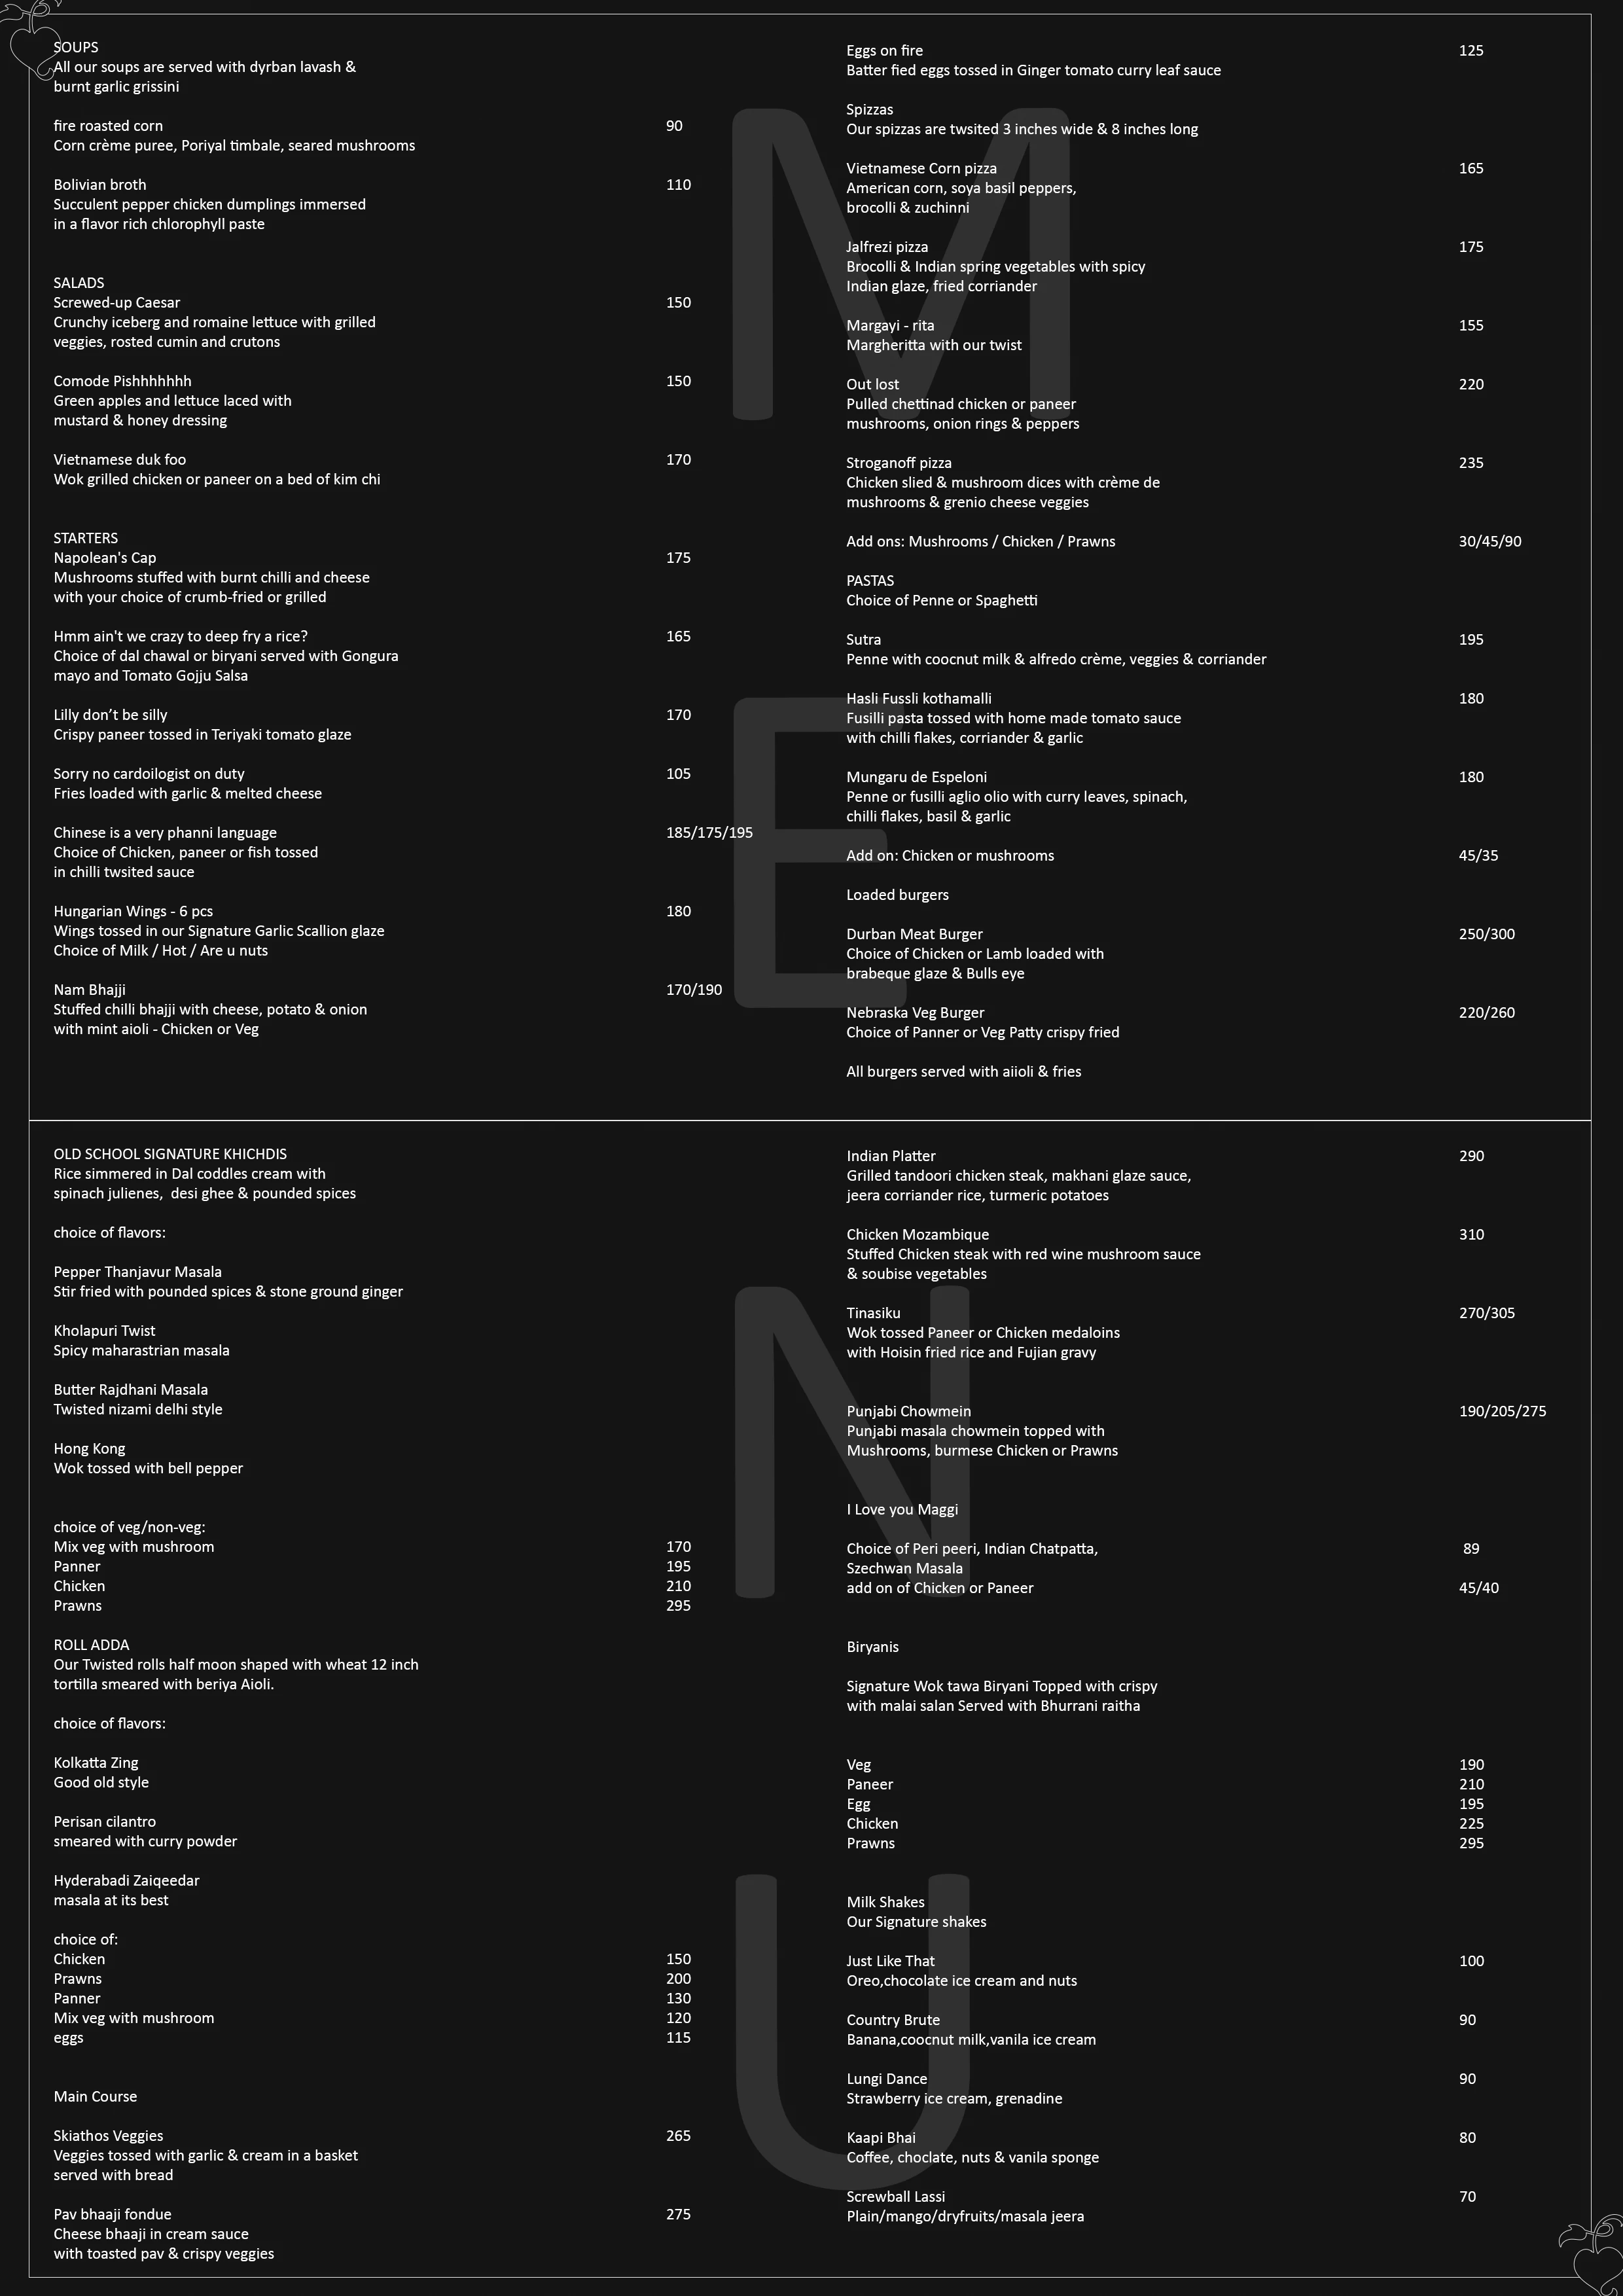 SOUPS
All our soups are served with dyrban lavash &
burnt garlic grissini
fire roasted corn 90
Corn crème puree, Poriyal timbale, seared mushrooms
Bolivian broth 110
Succulent pepper chicken dumplings immersed
in a flavor rich chlorophyll paste
SALADS
Screwed-up Caesar 150
Crunchy iceberg and romaine lettuce with grilled
veggies, rosted cumin and crutons
Comode Pishhhhhhh 150
Green apples and lettuce laced with
mustard & honey dressing
Vietnamese duk foo 170
Wok grilled chicken or paneer on a bed of kim chi
STARTERS
Napolean's Cap 175
Mushrooms stuffed with burnt chilli and cheese
with your choice of crumb-fried or grilled
Hmm ain't we crazy to deep fry a rice? 165
Choice of dal chawal or biryani served with Gongura
mayo and Tomato Gojju Salsa
Lilly don’t be silly 170
Crispy paneer tossed in Teriyaki tomato glaze
Sorry no cardoilogist on duty 105
Fries loaded with garlic & melted cheese
Chinese is a very phanni language 185/175/195
Choice of Chicken, paneer or fish tossed
in chilli twsited sauce
Hungarian Wings - 6 pcs 180
Wings tossed in our Signature Garlic Scallion glaze
Choice of Milk / Hot / Are u nuts
Nam Bhajji 170/190
Stuffed chilli bhajji with cheese, potato & onion
with mint aioli - Chicken or Veg
Eggs on fire 125
Batter fied eggs tossed in Ginger tomato curry leaf sauce
Spizzas
Our spizzas are twsited 3 inches wide & 8 inches long
Vietnamese Corn pizza 165
American corn, soya basil peppers,
brocolli & zuchinni
Jalfrezi pizza 175
Brocolli & Indian spring vegetables with spicy
Indian glaze, fried corriander
Margayi - rita 155
Margheritta with our twist
Out lost 220
Pulled chettinad chicken or paneer
mushrooms, onion rings & peppers
Stroganoff pizza 235
Chicken slied & mushroom dices with crème de
mushrooms & grenio cheese veggies
Add ons: Mushrooms / Chicken / Prawns 30/45/90
PASTAS
Choice of Penne or Spaghetti
Sutra 195
Penne with coocnut milk & alfredo crème, veggies & corriander
Hasli Fussli kothamalli 180
Fusilli pasta tossed with home made tomato sauce
with chilli flakes, corriander & garlic
Mungaru de Espeloni 180
Penne or fusilli aglio olio with curry leaves, spinach,
chilli flakes, basil & garlic
Add on: Chicken or mushrooms 45/35
Loaded burgers
Durban Meat Burger 250/300
Choice of Chicken or Lamb loaded with
brabeque glaze & Bulls eye
Nebraska Veg Burger 220/260
Choice of Panner or Veg Patty crispy fried
All burgers served with aiioli & fries
M
E
N
U
OLD SCHOOL SIGNATURE KHICHDIS
Rice simmered in Dal coddles cream with
spinach julienes, desi ghee & pounded spices
choice of flavors:
Pepper Thanjavur Masala
Stir fried with pounded spices & stone ground ginger
Kholapuri Twist
Spicy maharastrian masala
Butter Rajdhani Masala
Twisted nizami delhi style
Hong Kong
Wok tossed with bell pepper
choice of veg/non-veg:
Mix veg with mushroom 170
Panner 195
Chicken 210
Prawns 295
ROLL ADDA
Our Twisted rolls half moon shaped with wheat 12 inch
tortilla smeared with beriya Aioli.
choice of flavors:
Kolkatta Zing
Good old style
Perisan cilantro
smeared with curry powder
Hyderabadi Zaiqeedar
masala at its best
choice of:
Chicken 150
Prawns 200
Panner 130
Mix veg with mushroom 120
eggs 115
Main Course
Skiathos Veggies 265
Veggies tossed with garlic & cream in a basket
served with bread
Pav bhaaji fondue 275
Cheese bhaaji in cream sauce
with toasted pav & crispy veggies
Indian Platter 290
Grilled tandoori chicken steak, makhani glaze sauce,
jeera corriander rice, turmeric potatoes
Chicken Mozambique 310
Stuffed Chicken steak with red wine mushroom sauce
& soubise vegetables
Tinasiku 270/305
Wok tossed Paneer or Chicken medaloins
with Hoisin fried rice and Fujian gravy
Punjabi Chowmein 190/205/275
Punjabi masala chowmein topped with
Mushrooms, burmese Chicken or Prawns
I Love you Maggi
Choice of Peri peeri, Indian Chatpatta, 89
Szechwan Masala
add on of Chicken or Paneer 45/40
Biryanis
Signature Wok tawa Biryani Topped with crispy
with malai salan Served with Bhurrani raitha
Veg 190
Paneer 210
Egg 195
Chicken 225
Prawns 295
Milk Shakes
Our Signature shakes
Just Like That 100
Oreo,chocolate ice cream and nuts
Country Brute 90
Banana,coocnut milk,vanila ice cream
Lungi Dance 90
Strawberry ice cream, grenadine
Kaapi Bhai 80
Coffee, choclate, nuts & vanila sponge
Screwball Lassi 70
Plain/mango/dryfruits/masala jeera